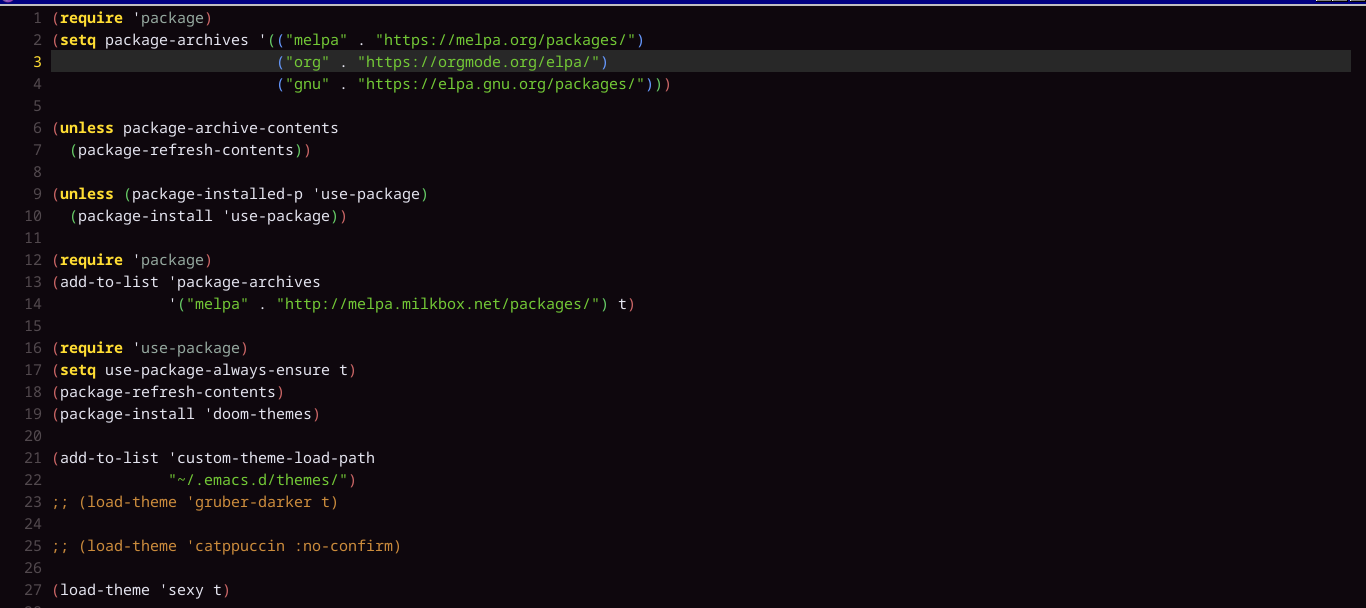 1 (require 'package)
2 (setq package-archives '(("melpa" . "https://melpa.org/packages/")
3                          ("org" . "https://orgmode.org/elpa/")
4                          ("gnu" . "https://elpa.gnu.org/packages/")))
5
6 (unless package-archive-contents
7   (package-refresh-contents))
8
9 (unless (package-installed-p 'use-package)
10   (package-install 'use-package))
11
12 (require 'package)
13 (add-to-list 'package-archives
14              '("melpa" . "http://melpa.milkbox.net/packages/") t)
15
16 (require 'use-package)
17 (setq use-package-always-ensure t)
18 (package-refresh-contents)
19 (package-install 'doom-themes)
20
21 (add-to-list 'custom-theme-load-path
22              "~/.emacs.d/themes/")
23 ;; (load-theme 'gruber-darker t)
24
25 ;; (load-theme 'catppuccin :no-confirm)
26
27 (load-theme 'sexy t)